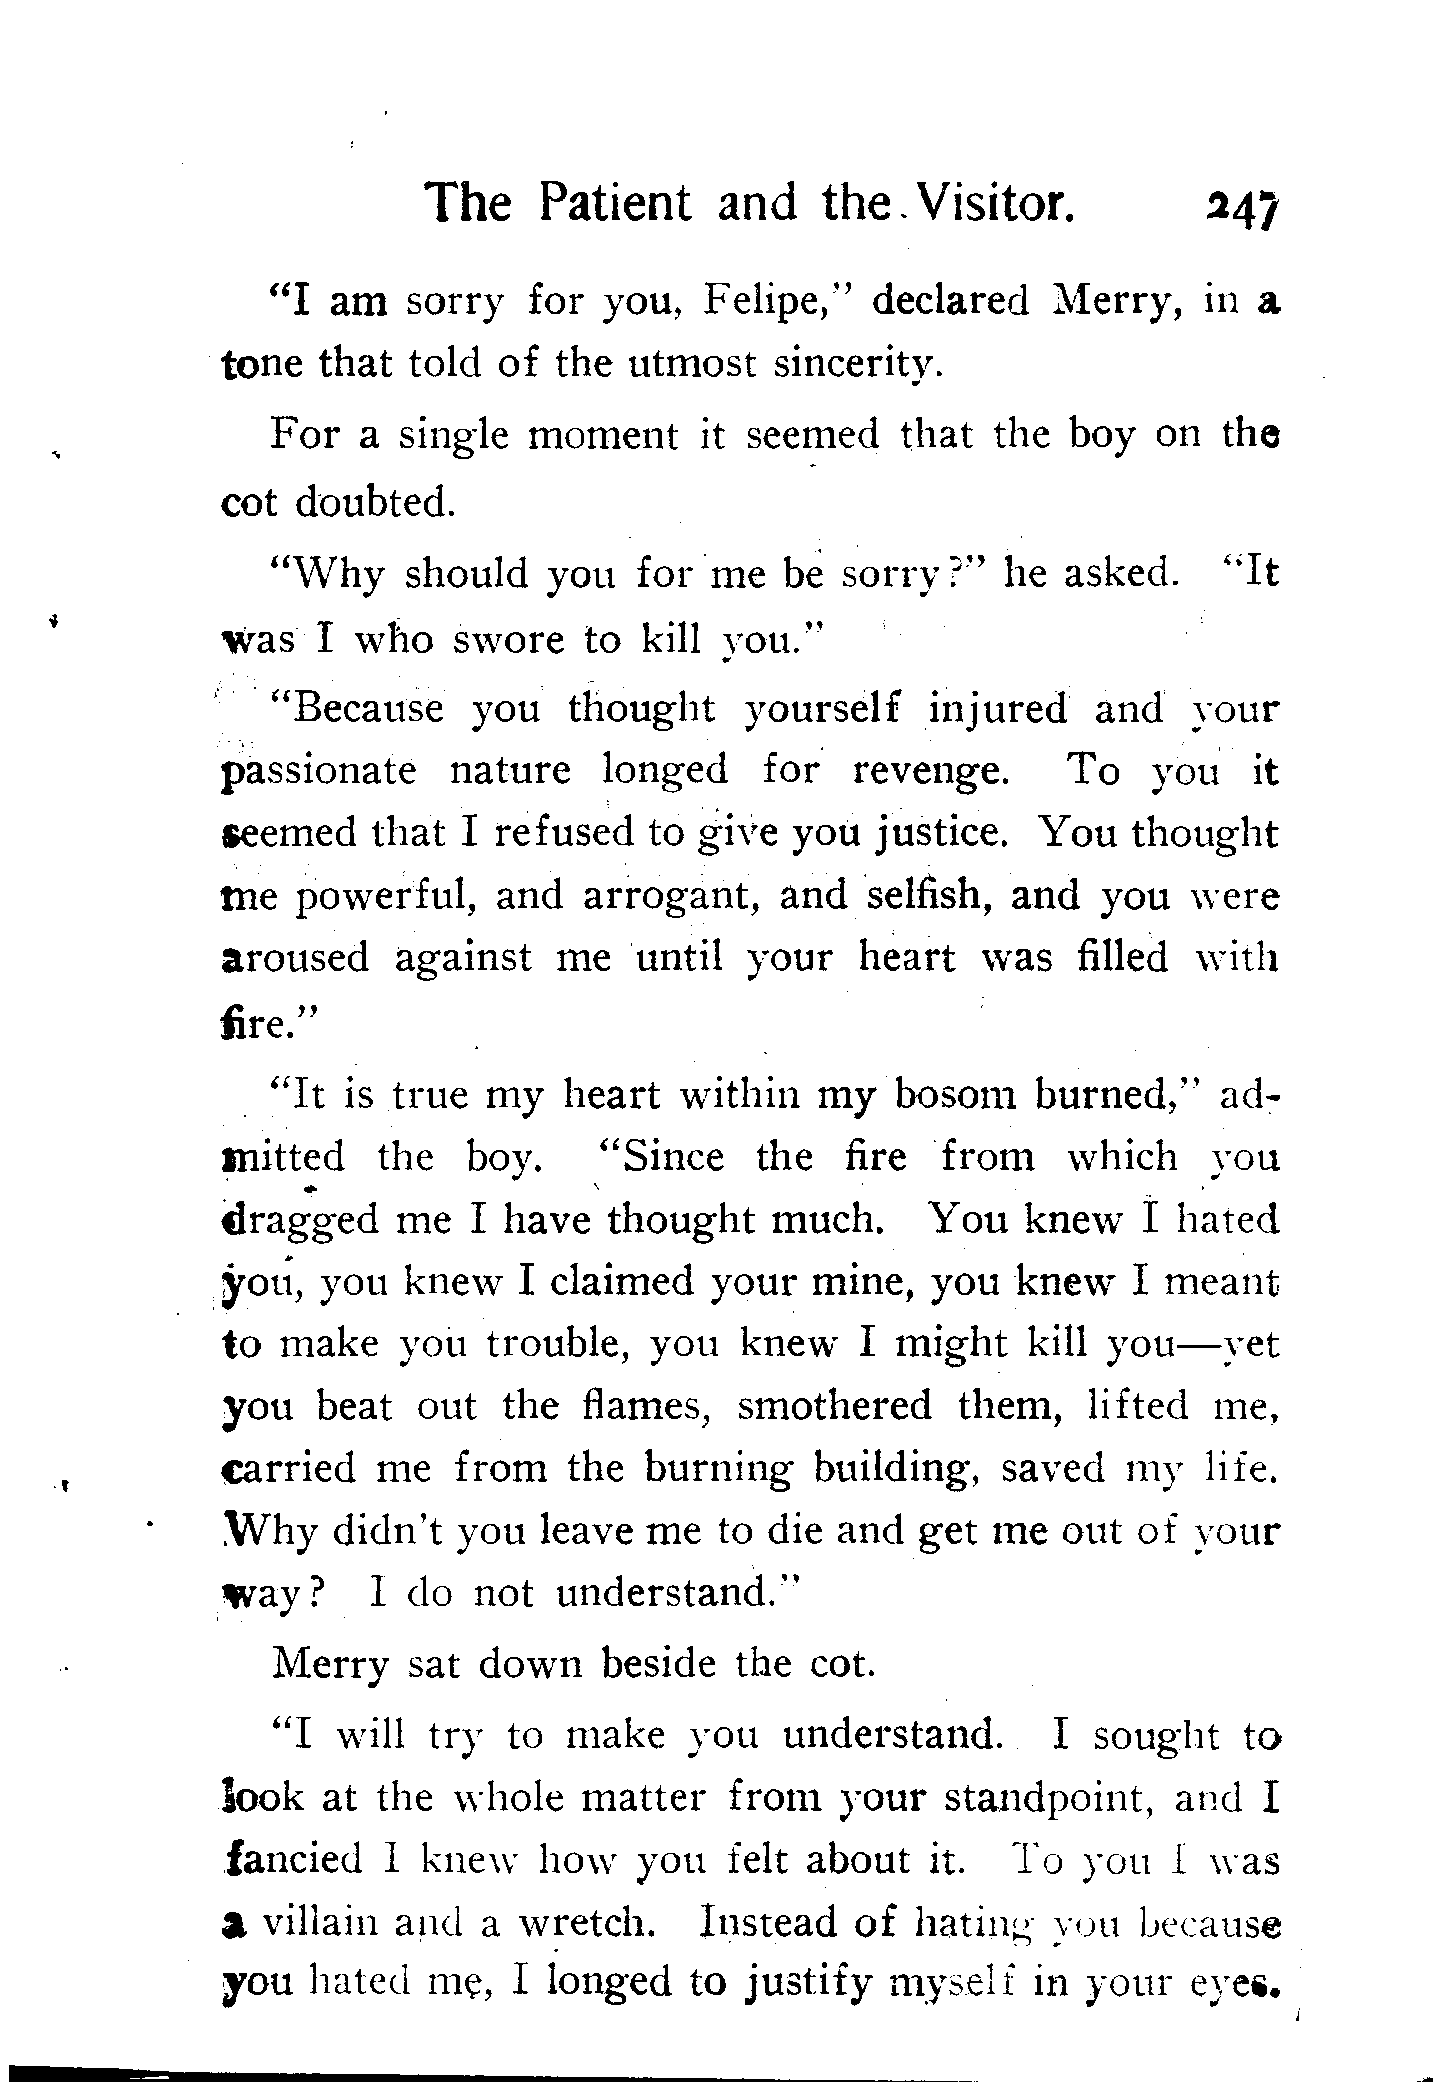 The Patient and the Visitor. 247
"I am sorry for you, Felipe," declared Merry, in a
tone that told of the utmost sincerity.
For a single moment it seemed that the boy on the
cot doubted.
"Why should you for me be sorry?" he asked. "It
was I who swore to kill you."
"Because you thought yourself injured and your
passionate nature longed for revenge. To you it
seemed that I refused to give you justice. You thought
me powerful, and arrogant, and selfish, and you were
aroused against me until your heart was filled with
fire."
"It is true my heart within my bosom burned," ad-
mitted the boy. "Since the fire from which you
dragged me I have thought much. You knew I hated
you, you knew I claimed your mine, you knew I meant
to make you trouble, you knew I might kill you—yet
you beat out the flames, smothered them, lifted me,
carried me from the burning building, saved my life.
Why didn't you leave me to die and get me out of your
way? I do not understand."
Merry sat down beside the cot.
"I will try to make you understand. I sought to
look at the whole matter from your standpoint, and I
fancied I knew how you felt about it. To you I was
a villain and a wretch. Instead of hating you because
you hated me, I longed to justify myself in your eyes.